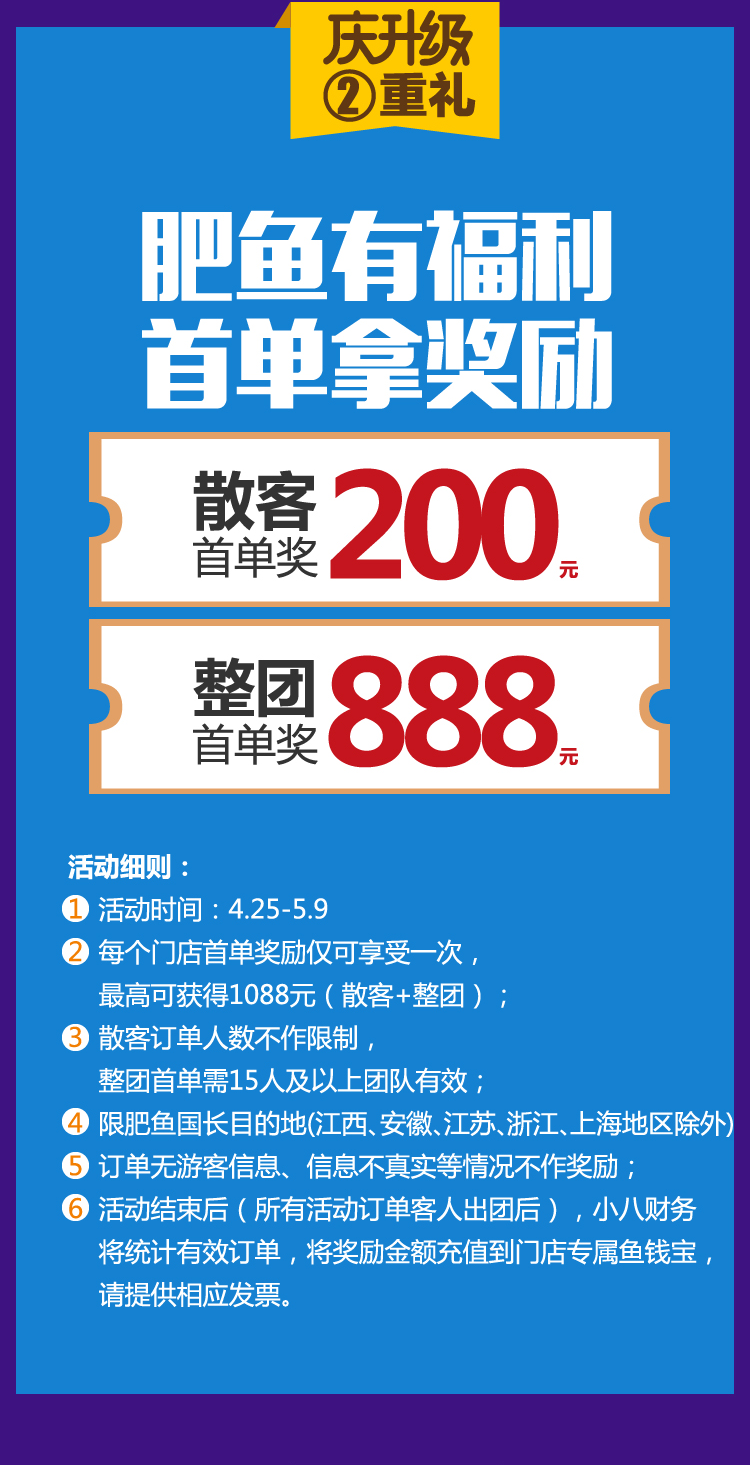 庆升级
②重礼
肥鱼有福利
首单拿奖励
散客
首单奖
200元
整团
首单奖
888元
活动细则：
1 活动时间：4.25-5.9
2 每个门店首单奖励仅可享受一次，
最高可获得1088元（散客+整团）；
3 散客订单人数不作限制，
整团首单需15人及以上团队有效；
4 限肥鱼国长目的地(江西、安徽、江苏、浙江、上海地区除外)
5 订单无游客信息、信息不真实等情况不作奖励；
6 活动结束后（所有活动订单客人出团后），小八财务
将统计有效订单，将奖励金额充值到门店专属鱼钱宝，
请提供相应发票。